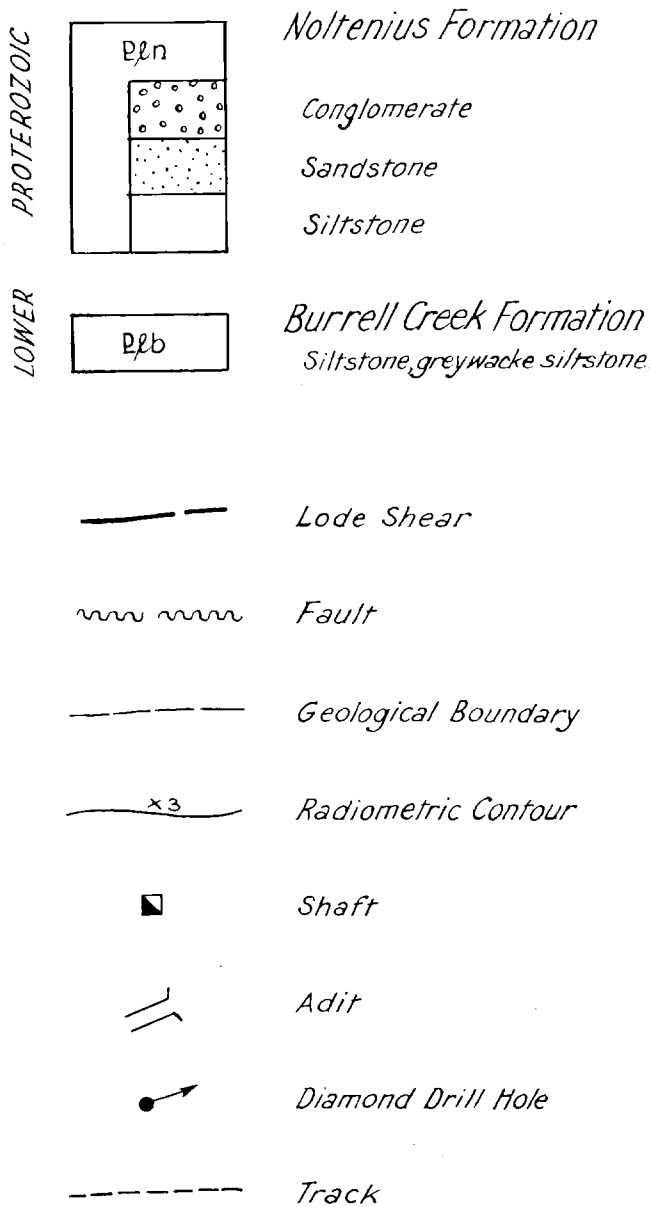 LOWER PROTEROZOIC
Noltenius Formation
Pln
Conglomerate
Sandstone
Siltstone
Burrell Creek Formation
Plb
Siltstone, greywacke siltstone
Lode Shear
Fault
Geological Boundary
x3
Radiometric Contour
Shaft
Adit
Diamond Drill Hole
Track